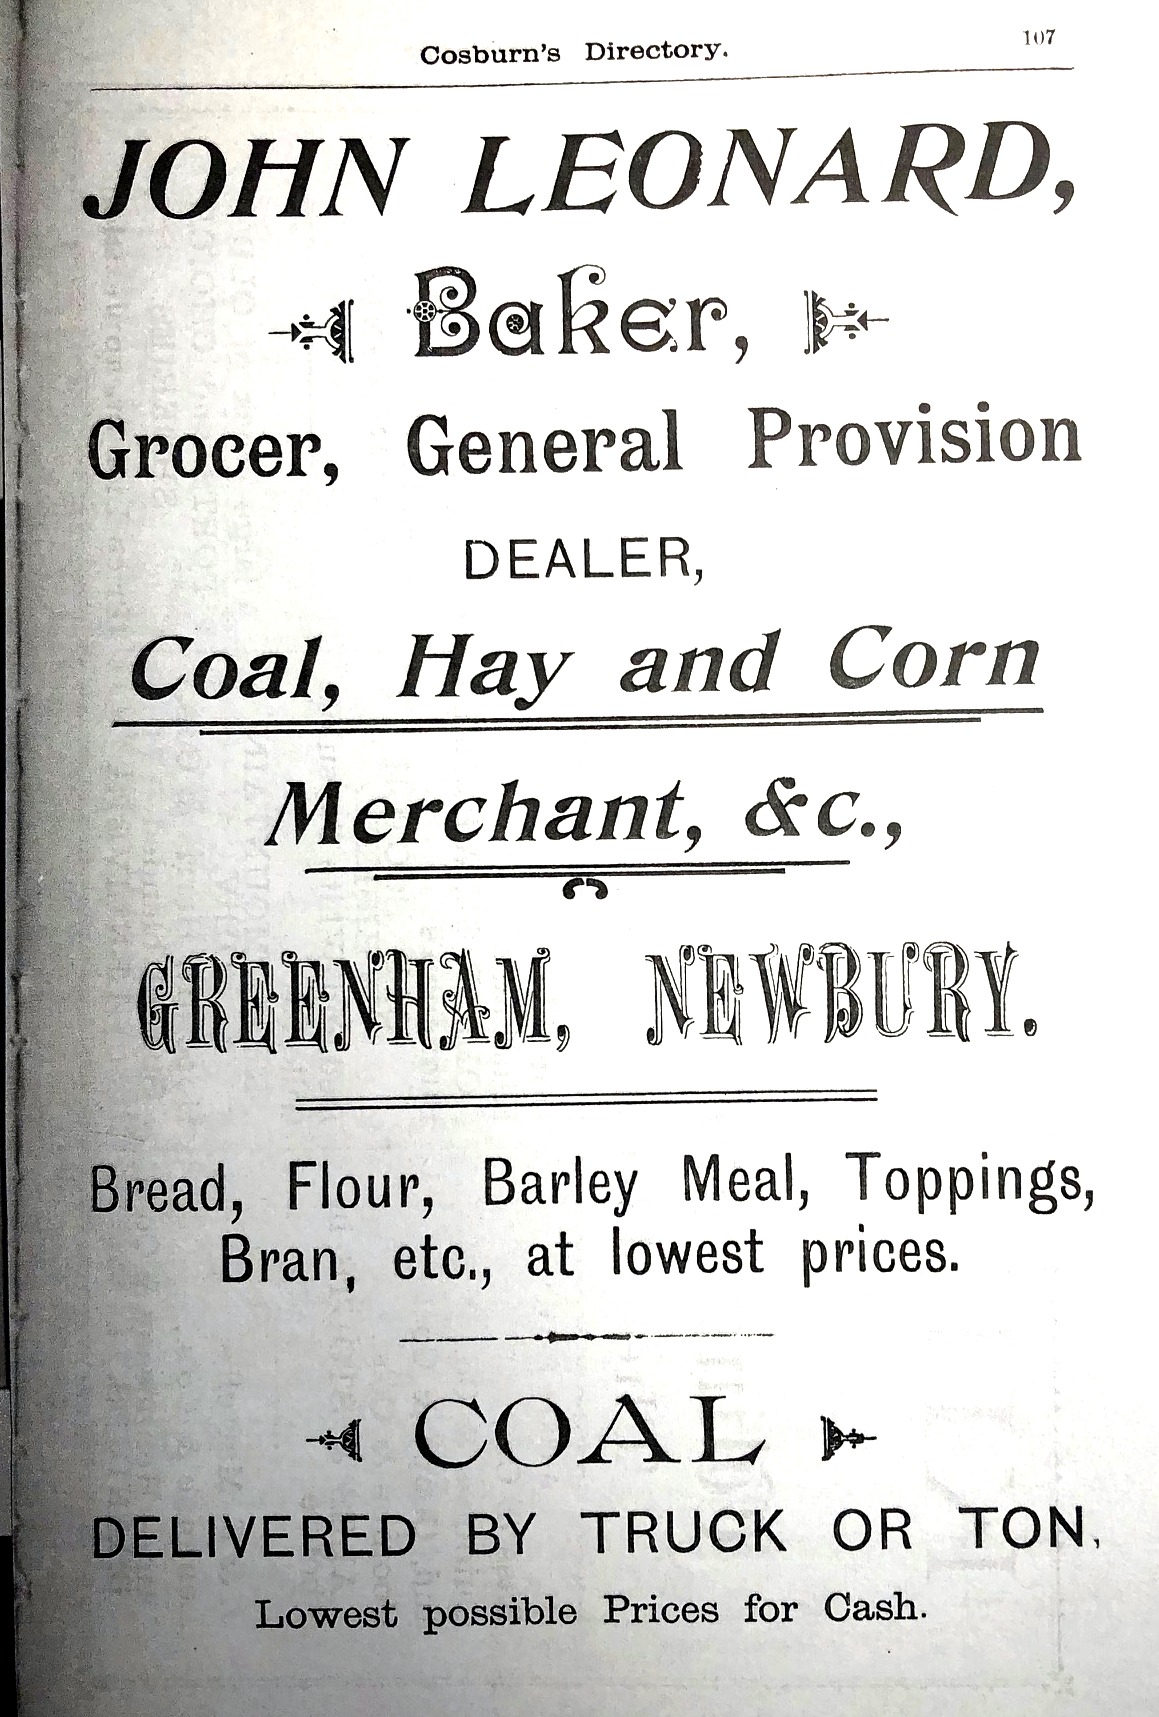 Cosburn's Directory.
107
JOHN LEONARD,
Baker,
Grocer, General Provision
DEALER,
Coal, Hay and Corn
Merchant, &c.,
GREENHAM, NEWBURY.
Bread, Flour, Barley Meal, Toppings,
Bran, etc., at lowest prices.
COAL
DELIVERED BY TRUCK OR TON,
Lowest possible Prices for Cash.